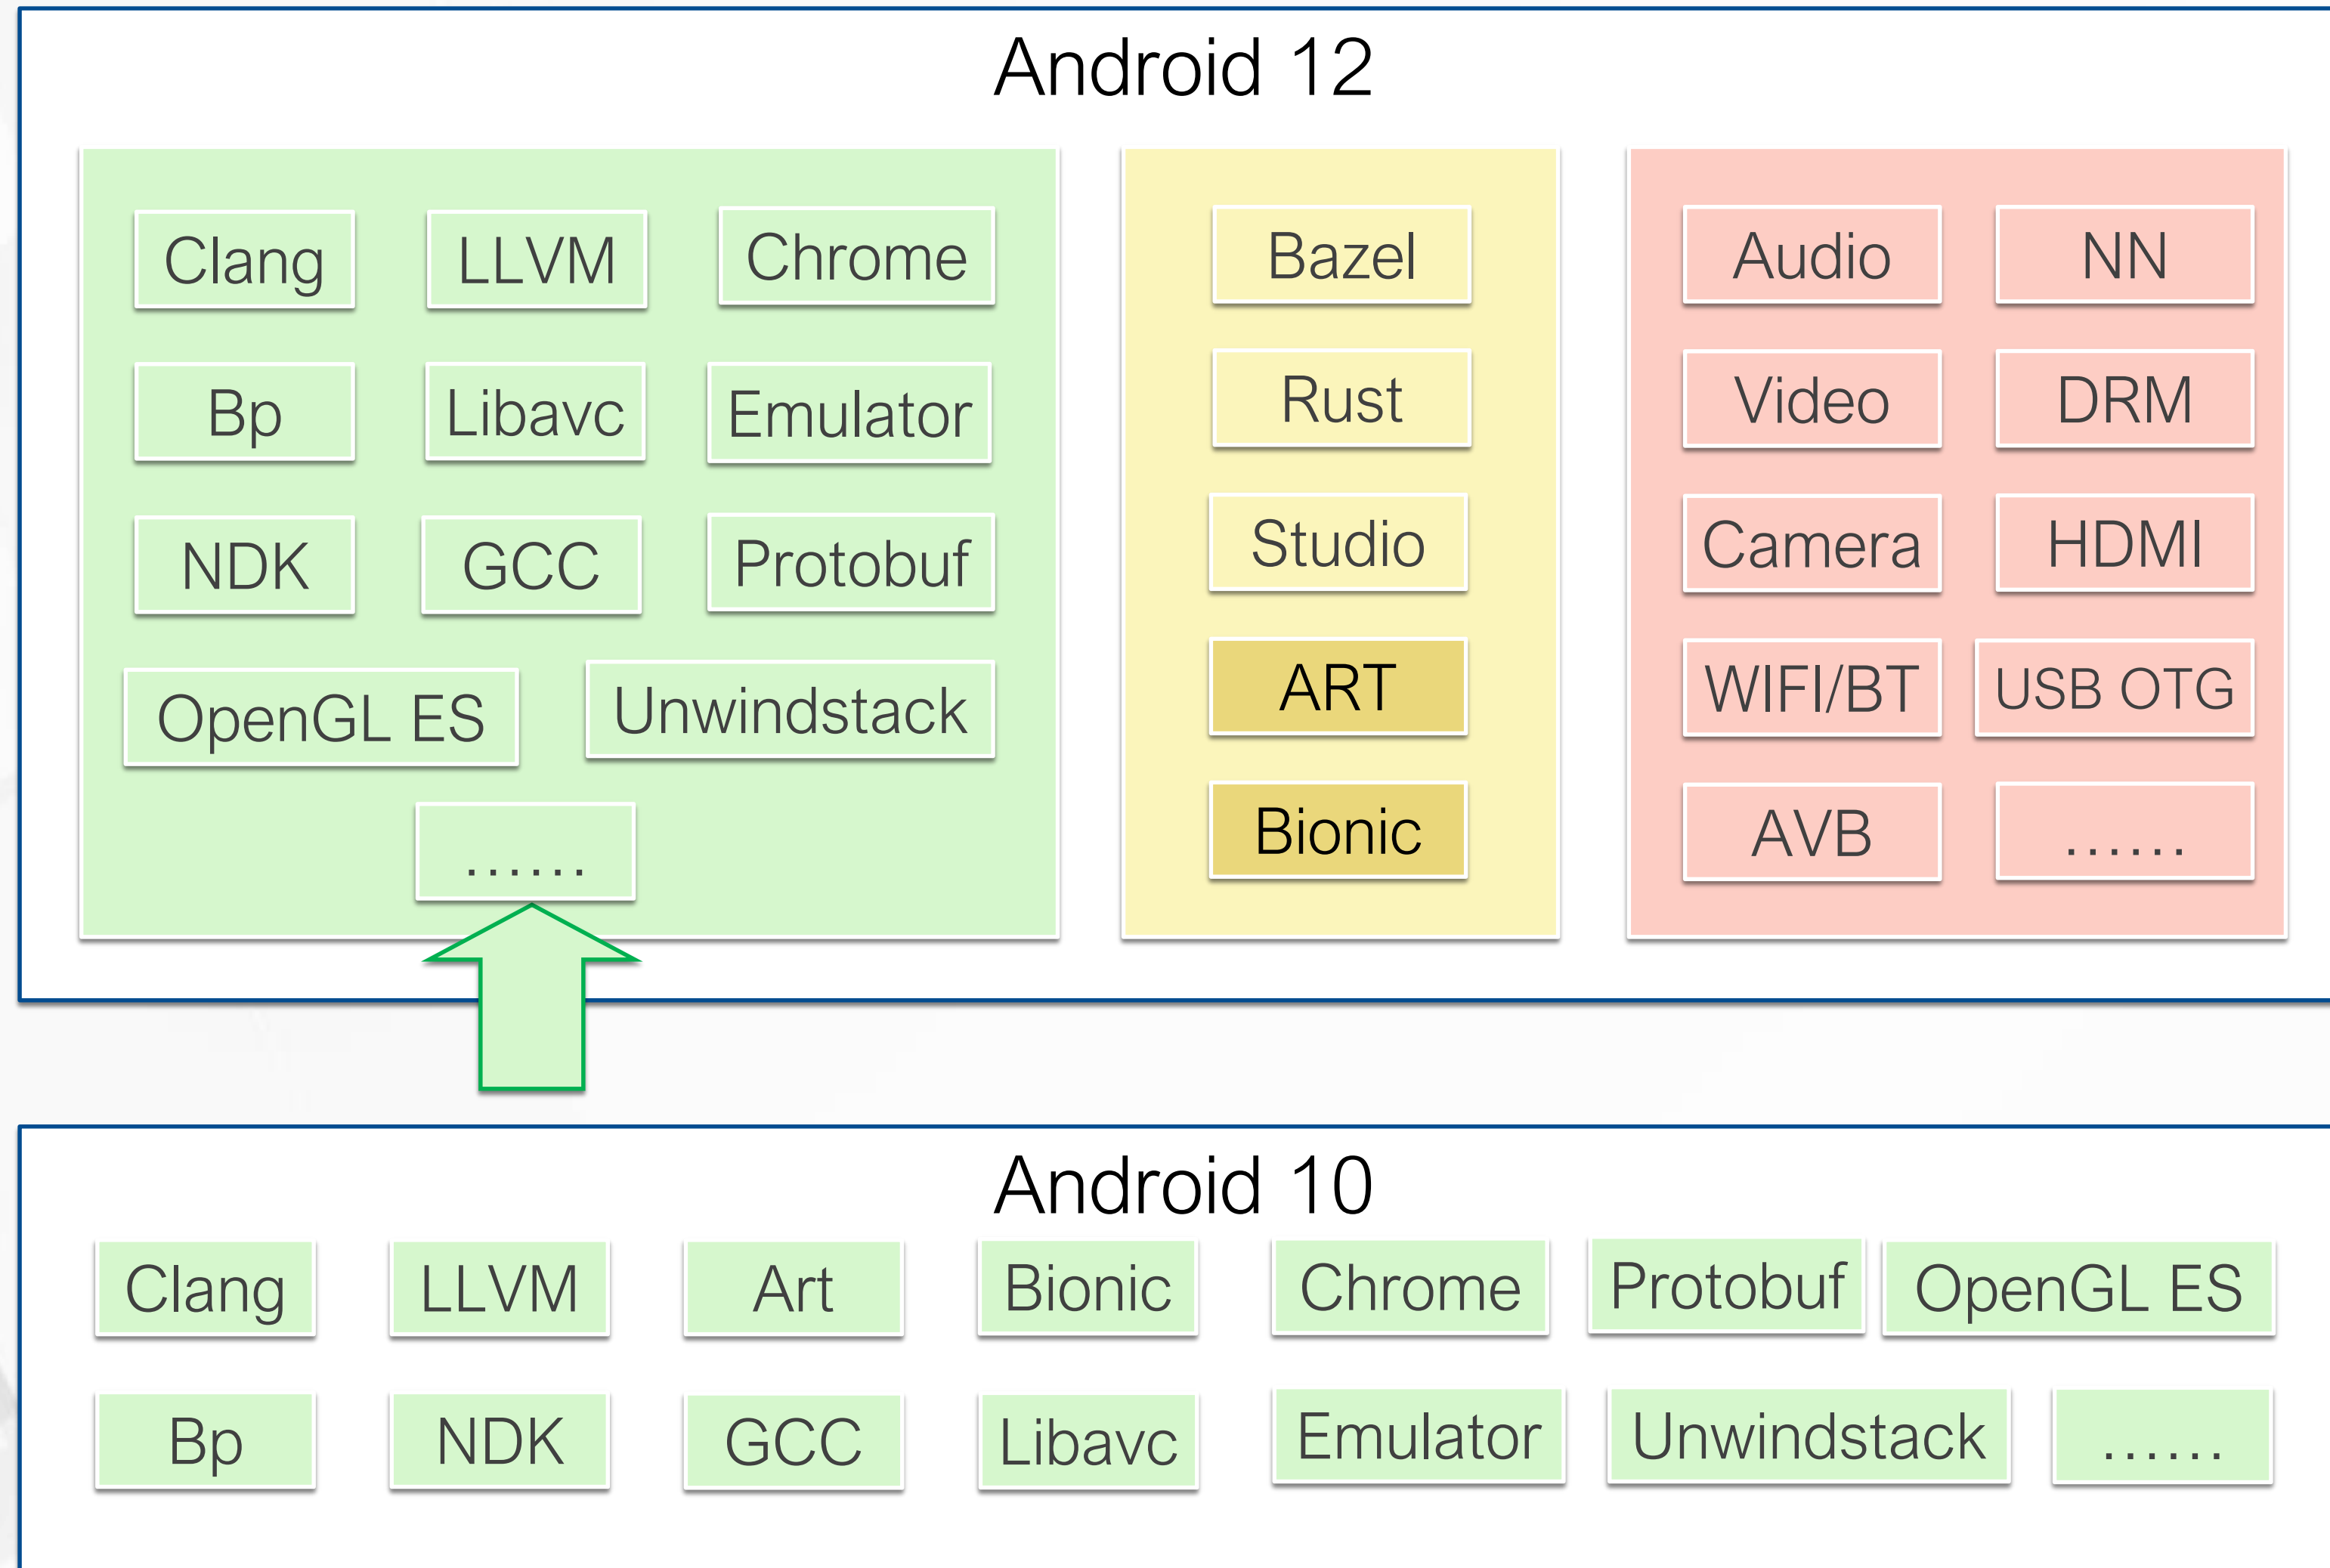 Android 12
Clang LLVM Chrome
Bp Libavc Emulator
NDK GCC Protobuf
OpenGL ES Unwindstack
......
Bazel
Rust
Studio
ART
Bionic
Audio NN
Video DRM
Camera HDMI
WIFI/BT USB OTG
AVB ......
Android 10
Clang LLVM Art Bionic Chrome Protobuf OpenGL ES
Bp NDK GCC Libavc Emulator Unwindstack ......